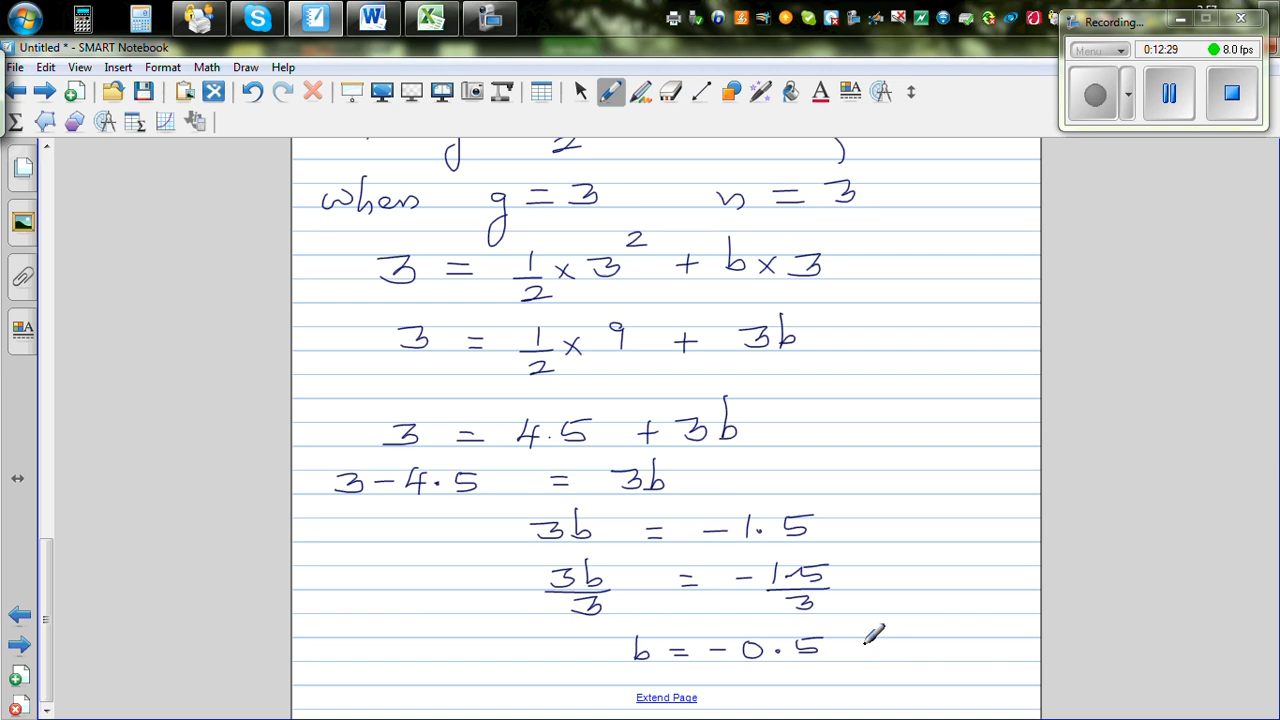 Recording...
Untitled * - SMART Notebook
Menu
0:12:29
8.0 fps
File Edit View Insert Format Math Draw Help
y 2 )
when g = 3 n = 3
3 = 1/2 × 3² + b × 3
3 = 1/2 × 9 + 3b
3 = 4.5 + 3b
3 - 4.5 = 3b
3b = -1.5
3b/3 = -1.5/3
b = -0.5
Extend Page